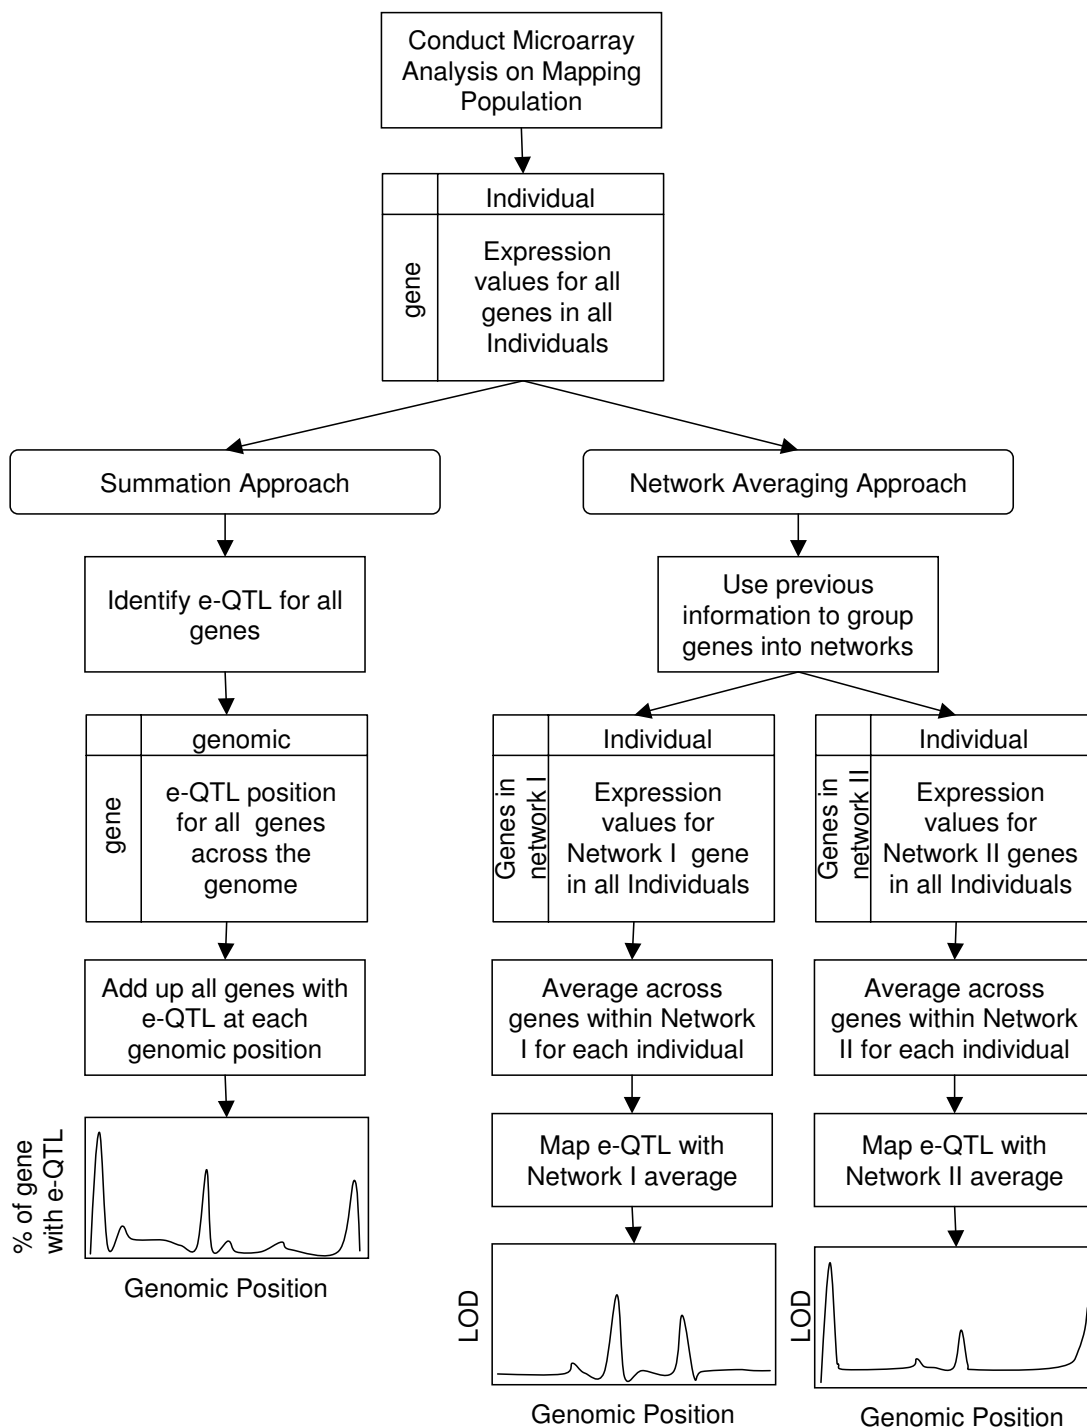 Conduct Microarray
Analysis on Mapping
Population
Individual
gene
Expression
values for all
genes in all
Individuals
Summation Approach
Network Averaging Approach
Identify e-QTL for all
genes
Use previous
information to group
genes into networks
genomic
gene
e-QTL position
for all genes
across the
genome
Individual
Genes in
network I
Expression
values for
Network I gene
in all Individuals
Individual
Genes in
network II
Expression
values for
Network II genes
in all Individuals
Add up all genes with
e-QTL at each
genomic position
Average across
genes within Network
I for each individual
Average across
genes within Network
II for each individual
Map e-QTL with
Network I average
Map e-QTL with
Network II average
% of gene
with e-QTL
Genomic Position
LOD
Genomic Position
LOD
Genomic Position